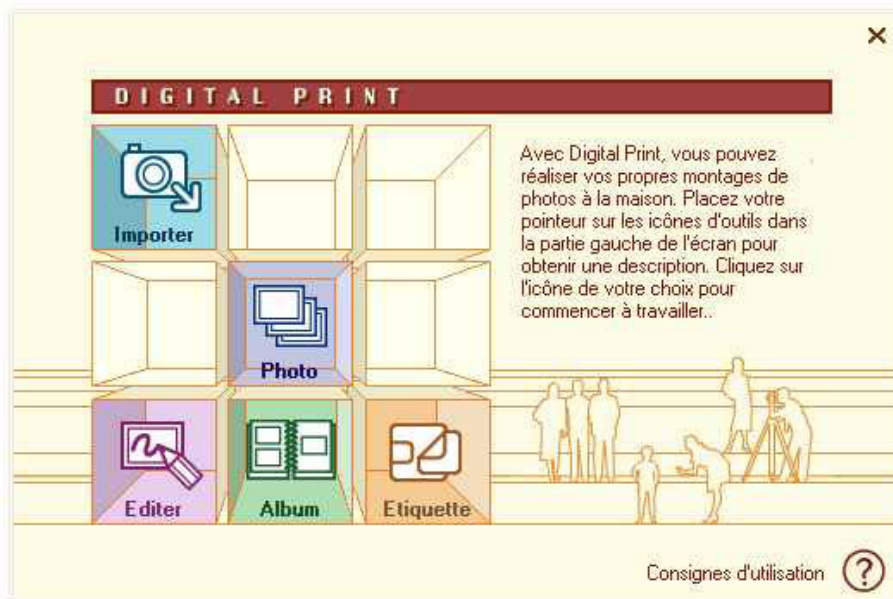 DIGITAL PRINT
Importer
Avec Digital Print, vous pouvez
réaliser vos propres montages de
photos à la maison. Placez votre
pointeur sur les icônes d'outils dans
la partie gauche de l'écran pour
obtenir une description. Cliquez sur
l'icône de votre choix pour
commencer à travailler..
Photo
Editer
Album
Etiquette
Consignes d'utilisation ?